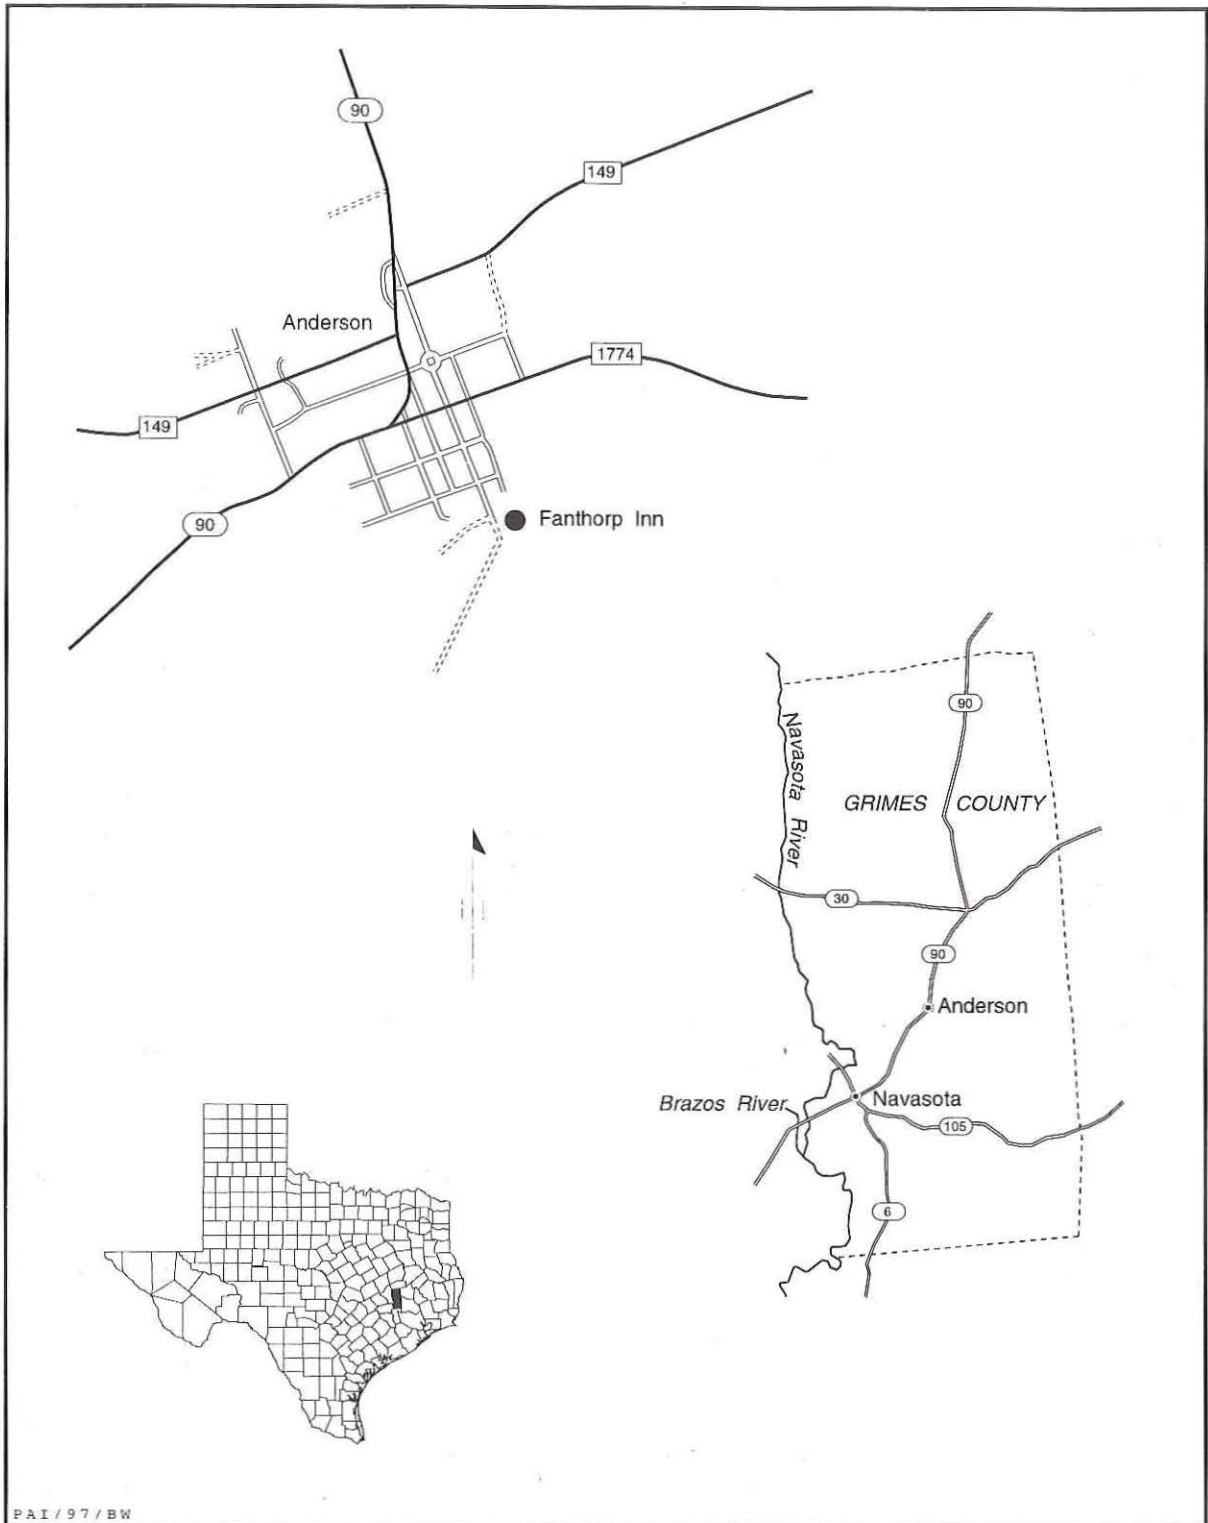 90
149
Anderson
1774
149
90
Fanthorp Inn
90
Navasota River
GRIMES COUNTY
30
90
Anderson
Brazos River
Navasota
105
6
PAI/97/BW